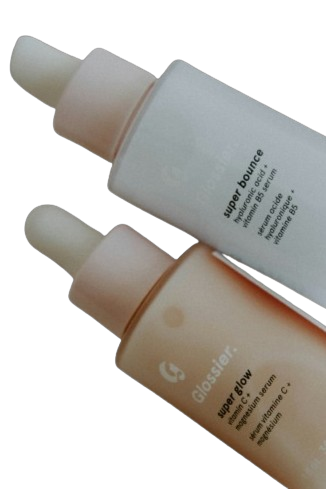 Glossier.
super bounce
hyaluronic acid +
vitamin B5 serum
sérum acide
hyaluronique +
vitamine B5
G
Glossier.
super glow
vitamin C +
magnesium serum
sérum vitamine C +
magnésium